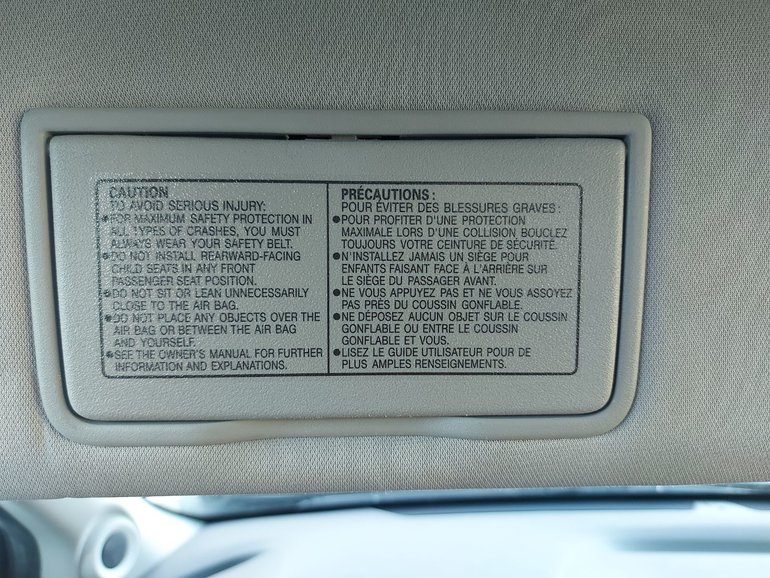 CAUTION
TO AVOID SERIOUS INJURY:
●FOR MAXIMUM SAFETY PROTECTION IN
ALL TYPES OF CRASHES, YOU MUST
ALWAYS WEAR YOUR SAFETY BELT.
●DO NOT INSTALL REARWARD-FACING
CHILD SEATS IN ANY FRONT
PASSENGER SEAT POSITION.
●DO NOT SIT OR LEAN UNNECESSARILY
CLOSE TO THE AIR BAG.
●DO NOT PLACE ANY OBJECTS OVER THE
AIR BAG OR BETWEEN THE AIR BAG
AND YOURSELF.
●SEE THE OWNER'S MANUAL FOR FURTHER
INFORMATION AND EXPLANATIONS.
PRÉCAUTIONS :
POUR ÉVITER DES BLESSURES GRAVES :
●POUR PROFITER D'UNE PROTECTION
MAXIMALE LORS D'UNE COLLISION BOUCLEZ
TOUJOURS VOTRE CEINTURE DE SÉCURITÉ.
●N'INSTALLEZ JAMAIS UN SIÈGE POUR
ENFANTS FAISANT FACE À L'ARRIÈRE SUR
LE SIÈGE DU PASSAGER AVANT.
●NE VOUS APPUYEZ PAS ET NE VOUS ASSOYEZ
PAS PRÈS DU COUSSIN GONFLABLE.
●NE DÉPOSEZ AUCUN OBJET SUR LE COUSSIN
GONFLABLE OU ENTRE LE COUSSIN
GONFLABLE ET VOUS.
●LISEZ LE GUIDE UTILISATEUR POUR DE
PLUS AMPLES RENSEIGNEMENTS.